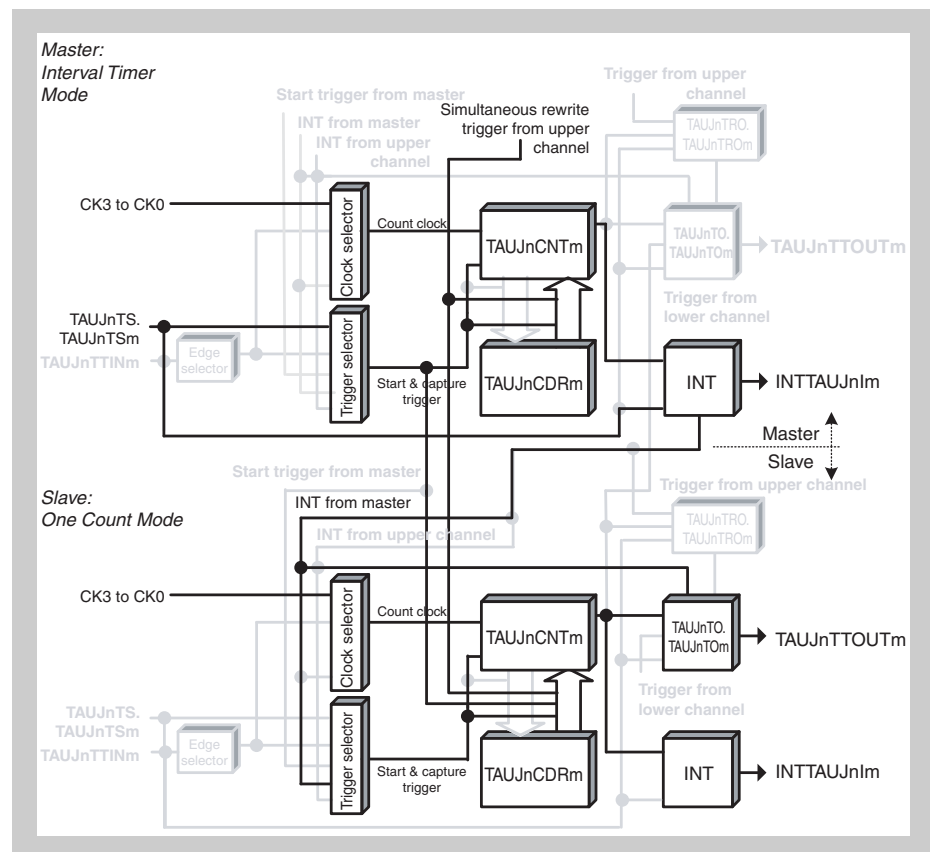 Master:
Interval Timer
Mode
Trigger from upper
channel
Start trigger from master
Simultaneous rewrite
trigger from upper
channel
INT from master
INT from upper
channel
TAUJnTRO.
TAUJnTROm
CK3 to CK0
Clock selector
Count clock
TAUJnCNTm
TAUJnTO.
TAUJnTOm
TAUJnTTOUTm
Trigger from
lower channel
TAUJnTS.
TAUJnTSm
TAUJnTTINm
Edge
selector
Trigger selector
Start & capture
trigger
TAUJnCDRm
INT
INTTAUJnIm
Master
Slave
Start trigger from master
Trigger from upper channel
Slave:
One Count Mode
INT from master
INT from upper channel
TAUJnTRO.
TAUJnTROm
CK3 to CK0
Clock selector
Count clock
TAUJnCNTm
TAUJnTO.
TAUJnTOm
TAUJnTTOUTm
Trigger from
lower channel
TAUJnTS.
TAUJnTSm
TAUJnTTINm
Edge
selector
Trigger selector
Start & capture
trigger
TAUJnCDRm
INT
INTTAUJnIm